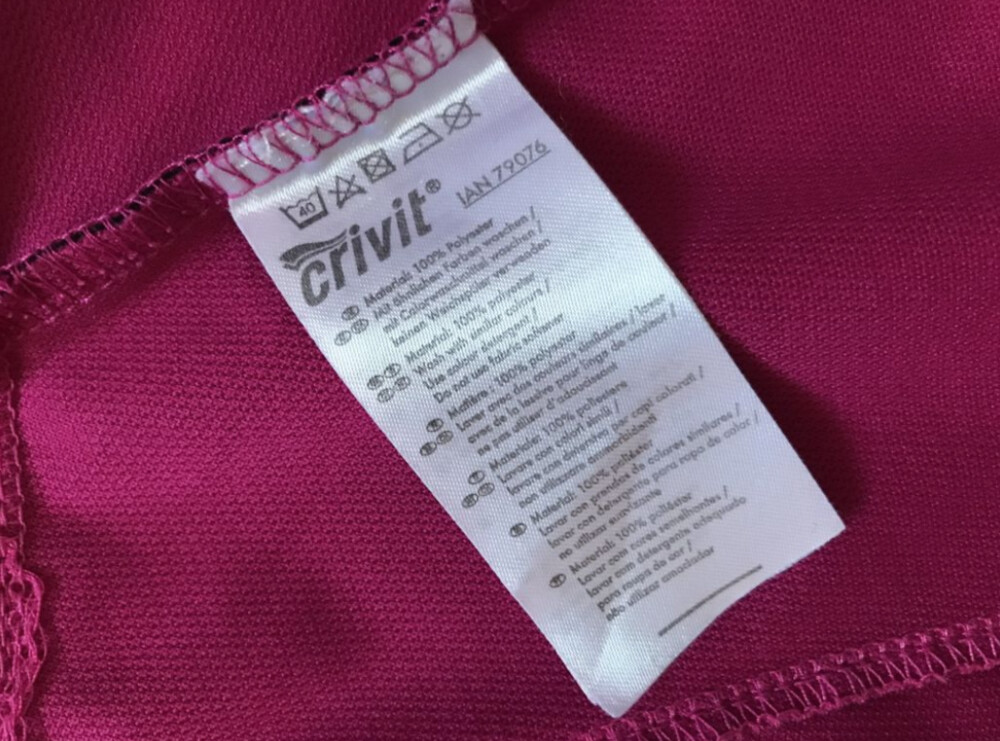 40
crivit®
IAN 79076
Material: 100% Polyester
Mit ähnlichen Farben waschen /
mit Colorwaschmittel waschen /
keinen Weichspüler verwenden
Material: 100% polyester
Wash with similar colours /
Use colour detergent /
Do not use fabric softener
Matière : 100% polyester
Laver avec des couleurs similaires / laver
avec de la lessive pour linge de couleur /
ne pas utiliser d'adoucissant
Materiale: 100% poliestere
Lavare con colori simili /
lavare con detersivo per capi colorati /
non utilizzare ammorbidenti
Material: 100% poliéster
Lavar con prendas de colores similares /
lavar con detergente para ropa de color /
no utilizar suavizante
Material: 100% poliéster
Lavar com cores semelhantes /
lavar com detergente adequado
para roupa de cor /
não utilizar amaciador